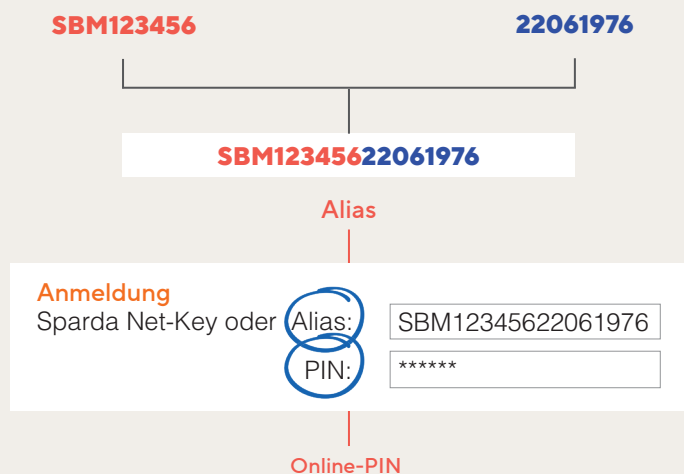 SBM123456 22061976
SBM12345622061976
Alias
Anmeldung
Sparda Net-Key oder Alias: SBM12345622061976
PIN: ******
Online-PIN